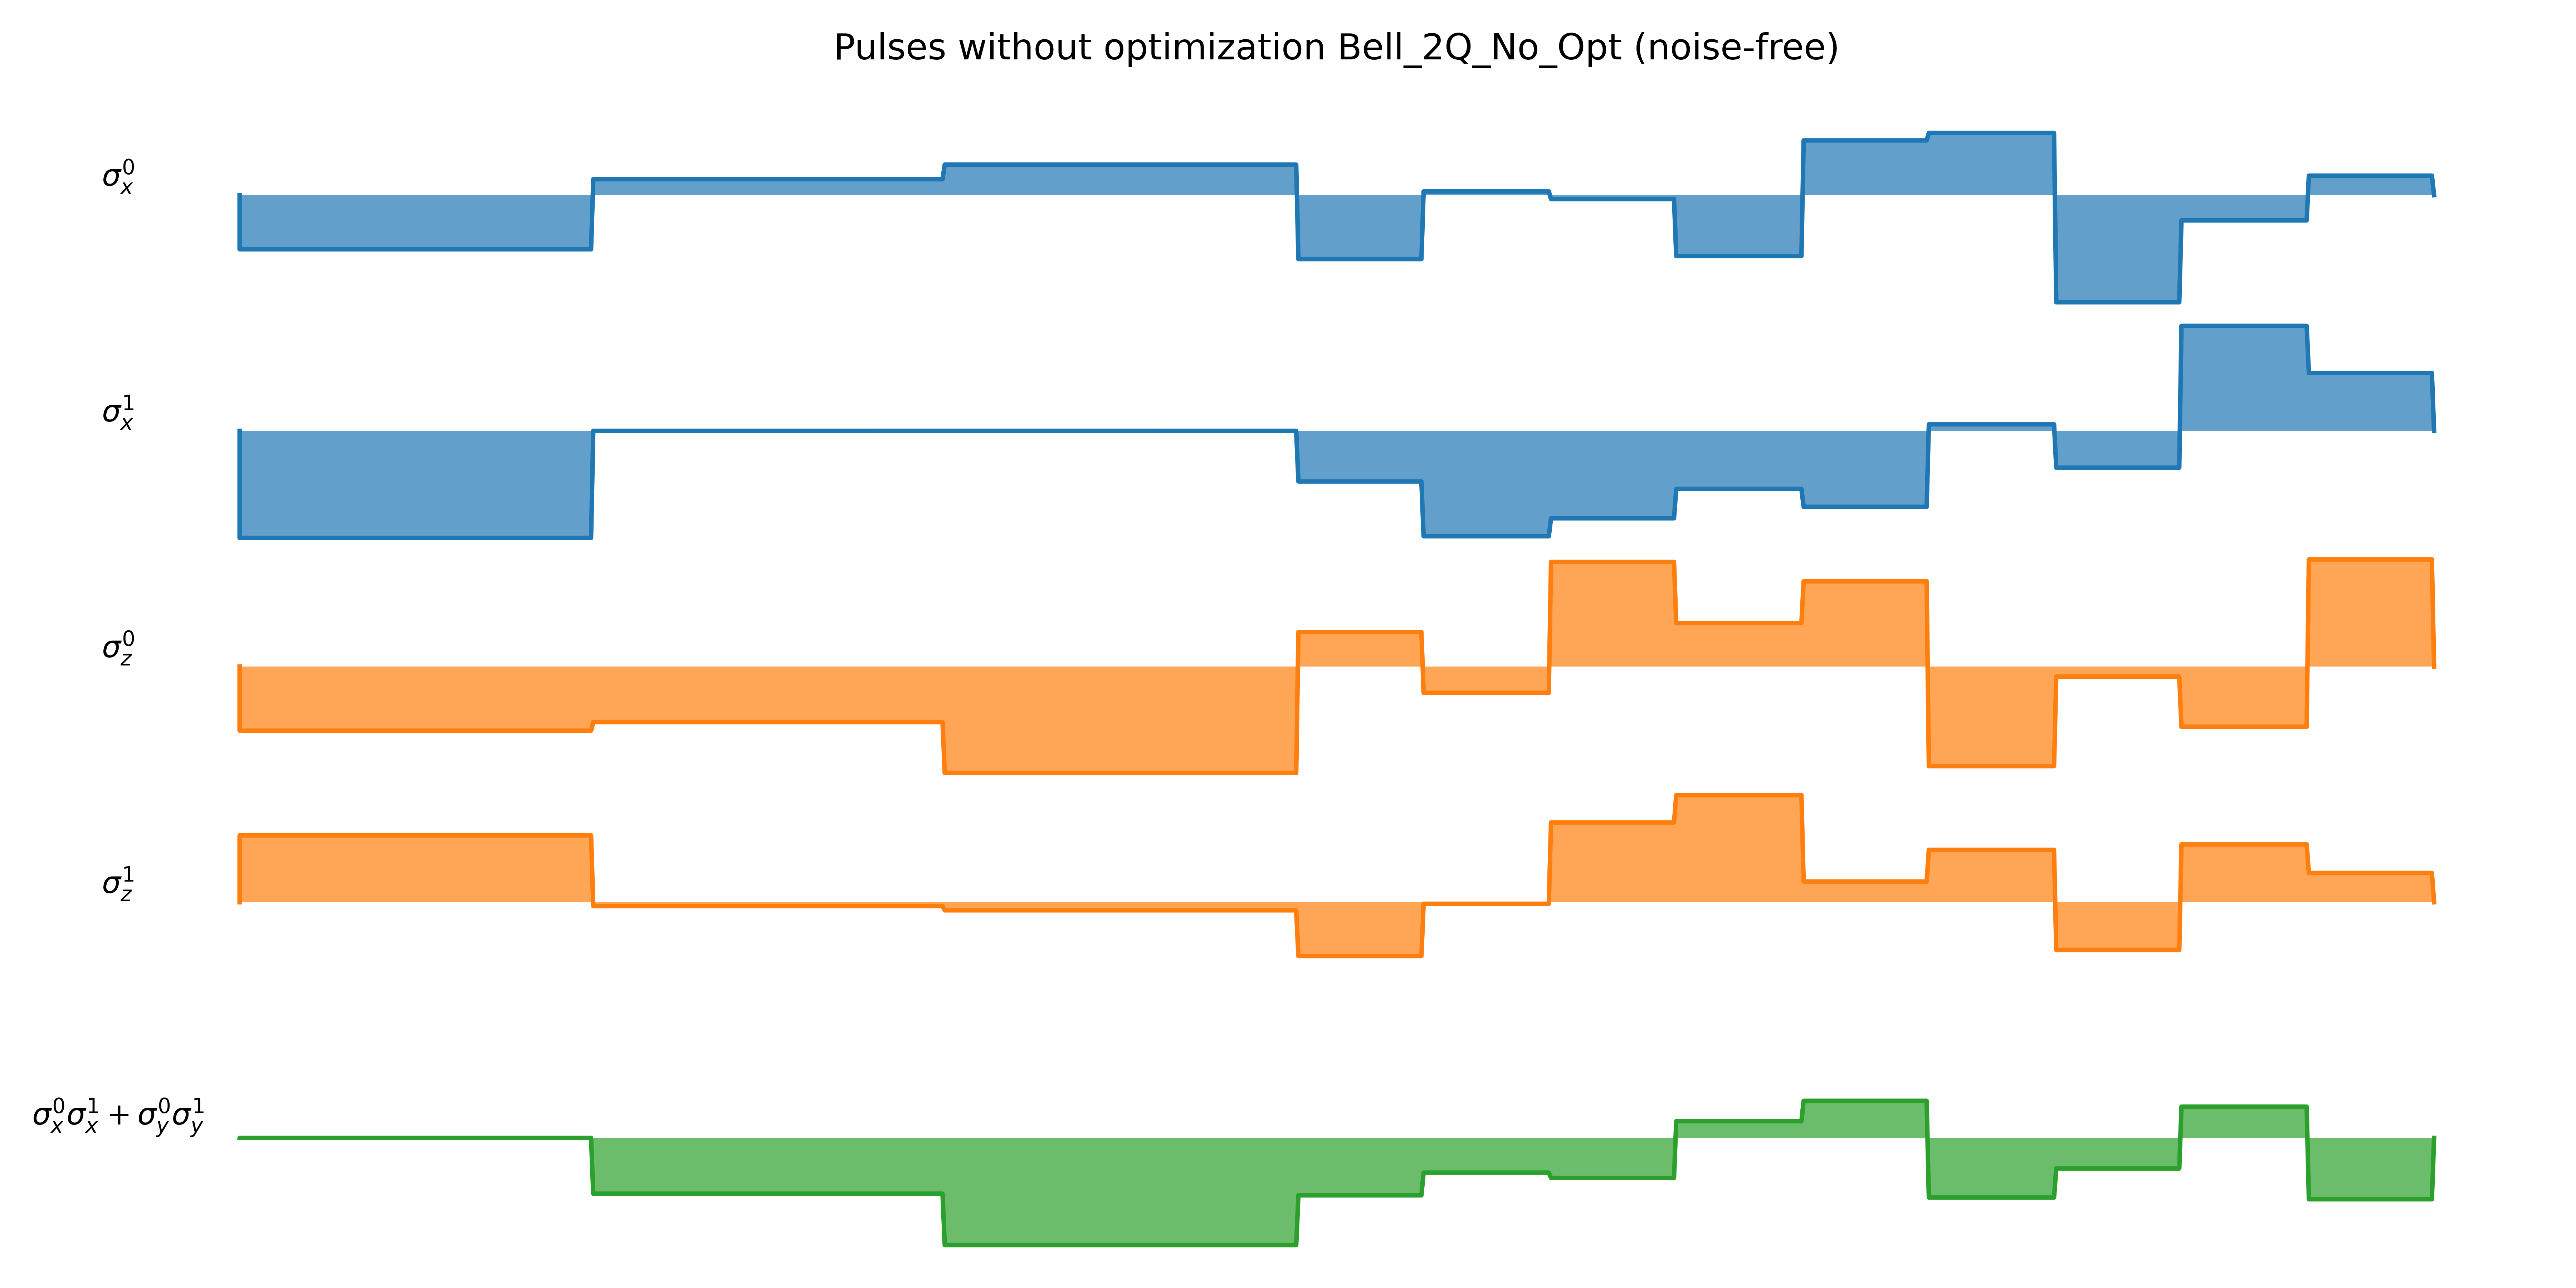 Pulses without optimization Bell_2Q_No_Opt (noise-free)
σ_x^0
σ_x^1
σ_z^0
σ_z^1
σ_x^0σ_x^1 + σ_y^0σ_y^1